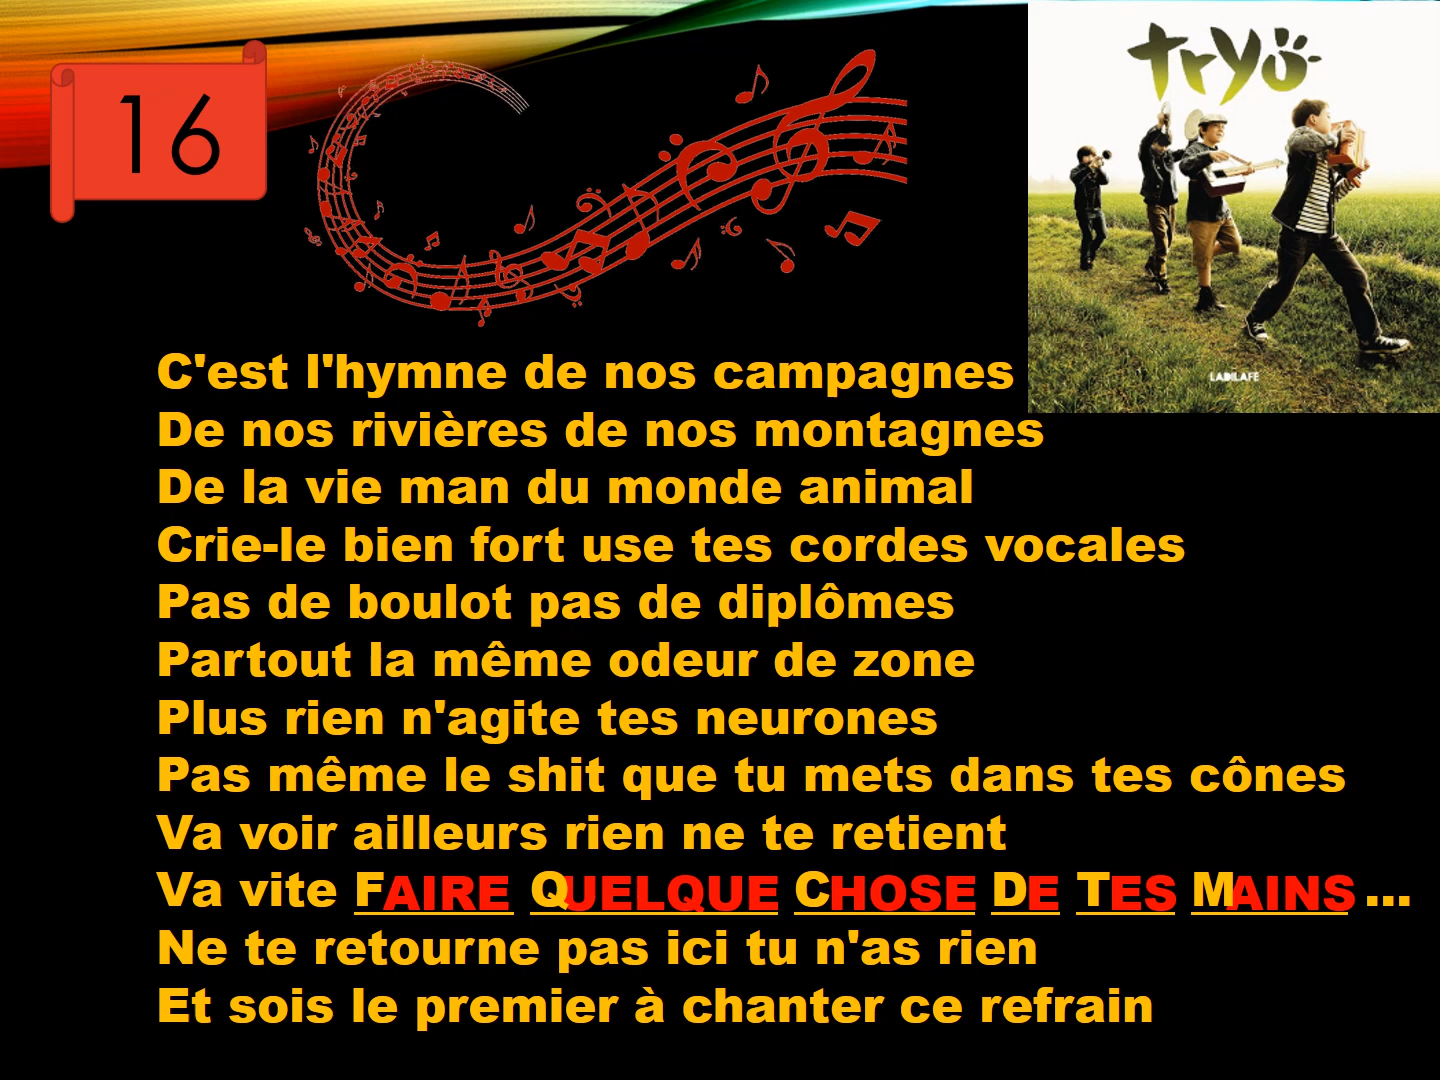 16
tryö
LADILAFÉ
C'est l'hymne de nos campagnes
De nos rivières de nos montagnes
De la vie man du monde animal
Crie-le bien fort use tes cordes vocales
Pas de boulot pas de diplômes
Partout la même odeur de zone
Plus rien n'agite tes neurones
Pas même le shit que tu mets dans tes cônes
Va voir ailleurs rien ne te retient
Va vite FAIRE QUELQUE CHOSE DE TES MAINS ...
Ne te retourne pas ici tu n'as rien
Et sois le premier à chanter ce refrain